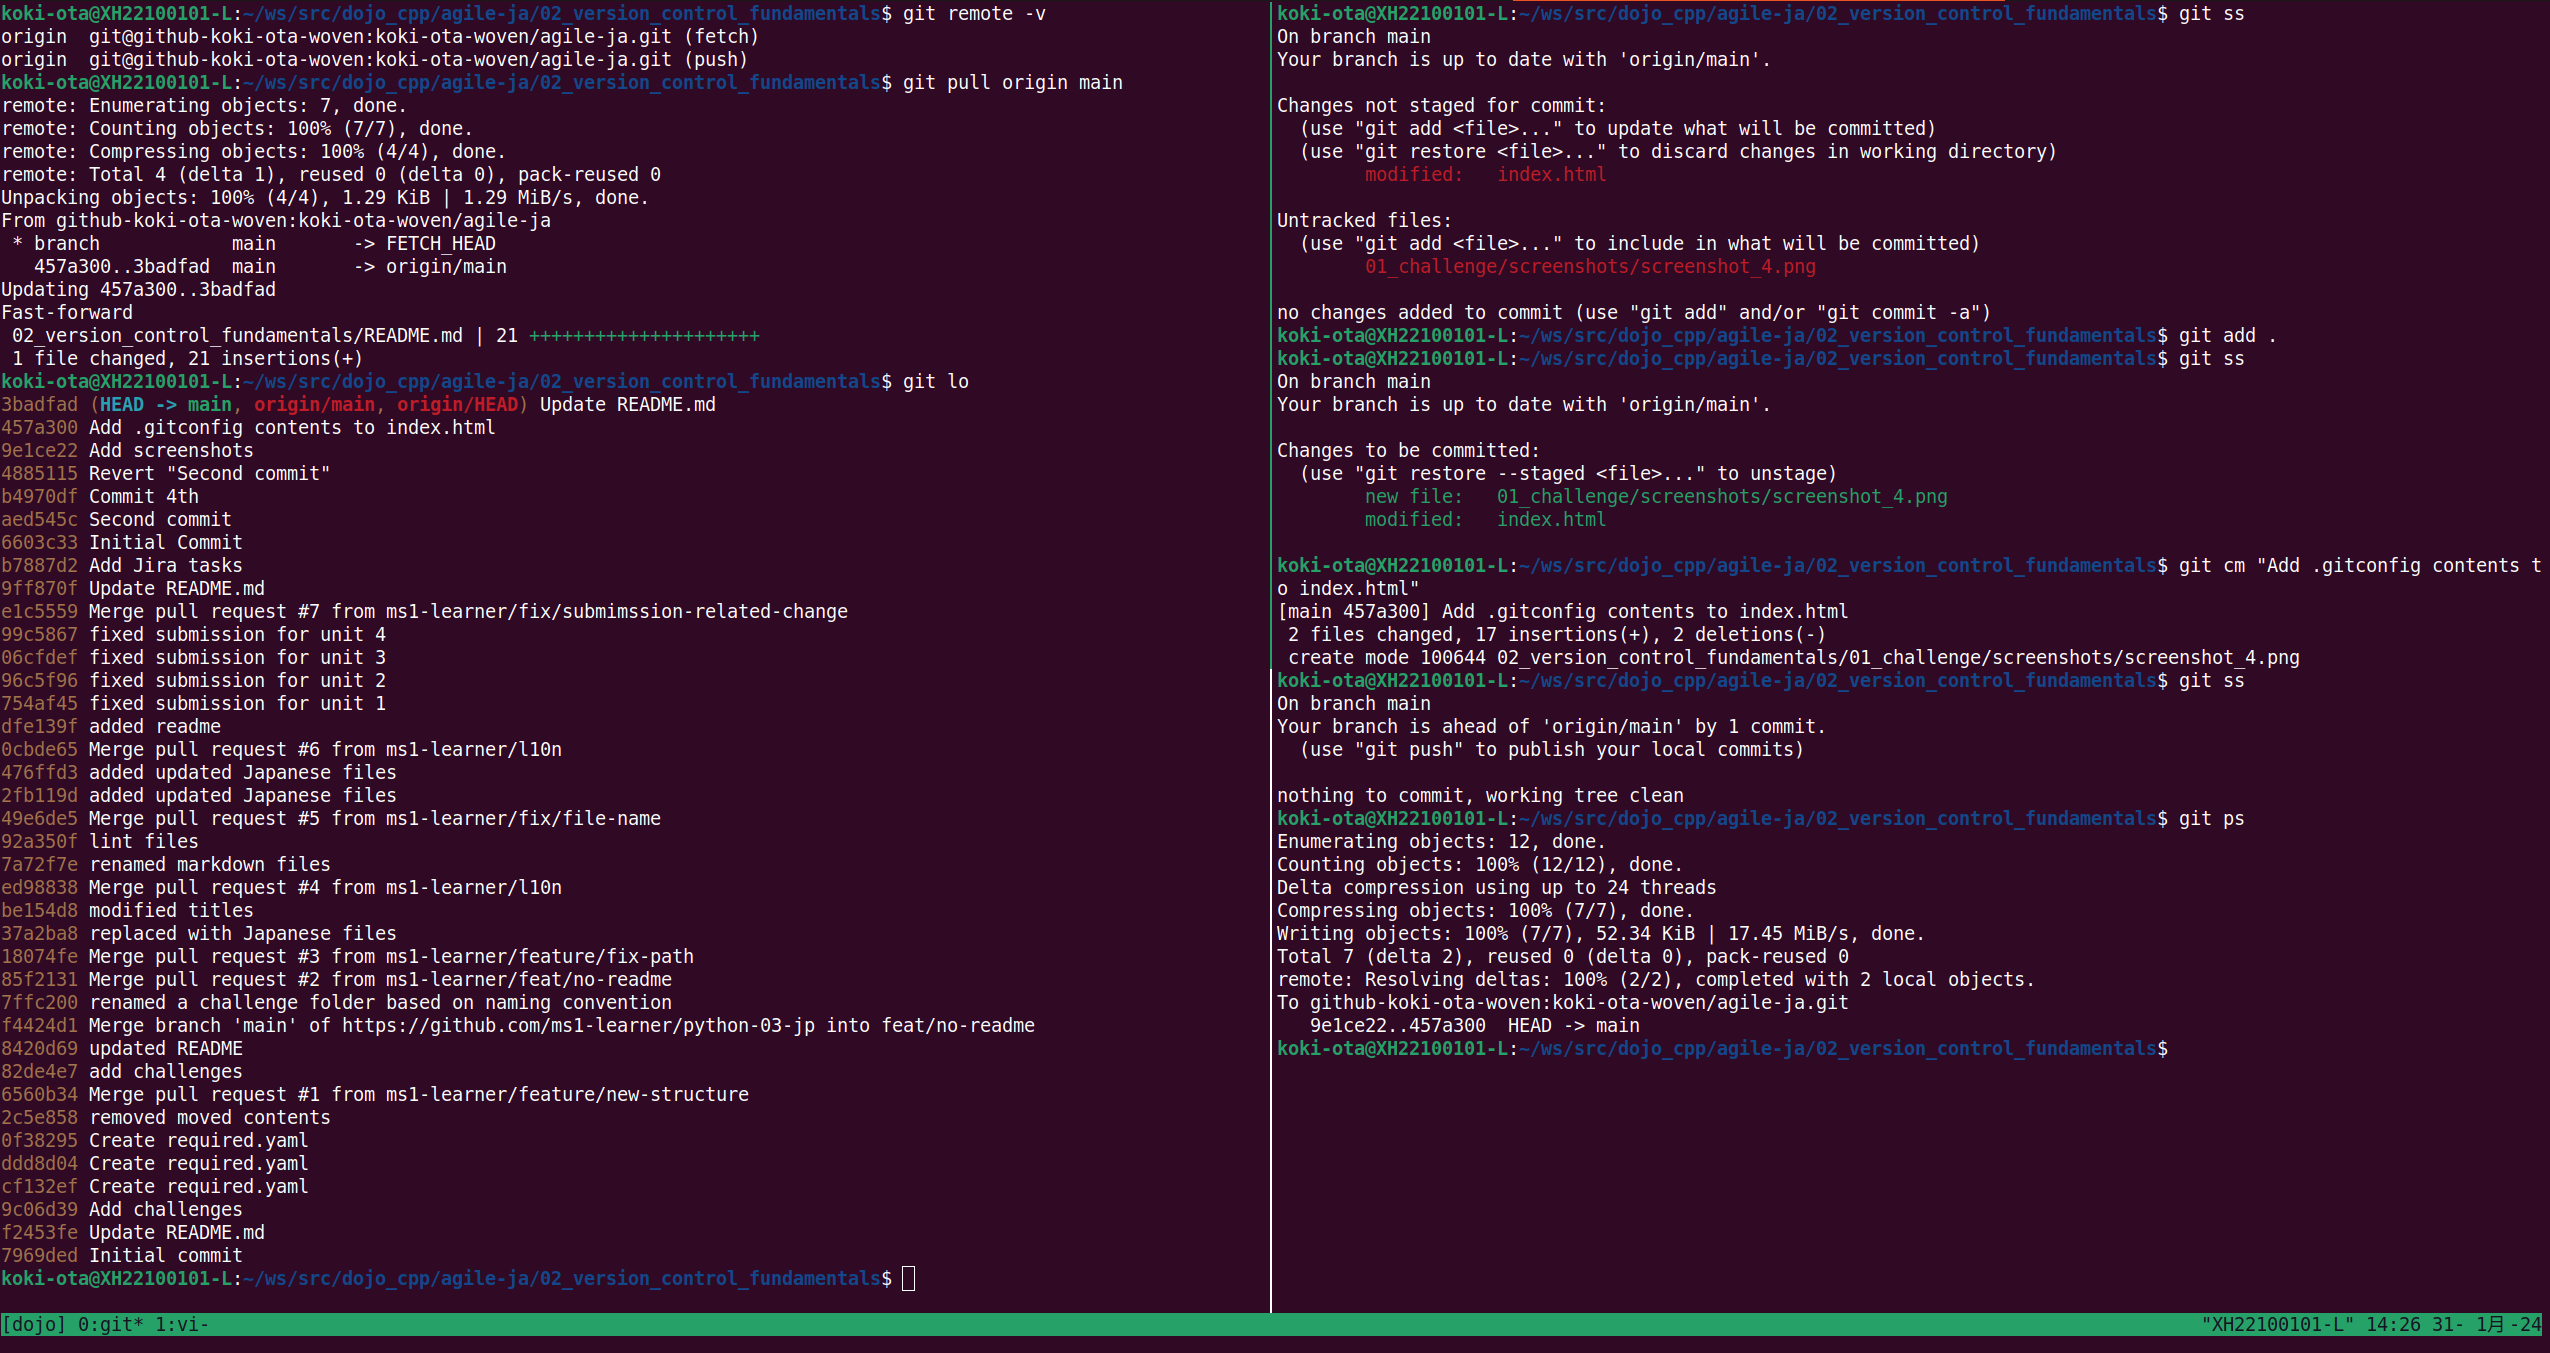 koki-ota@XH22100101-L:~/ws/src/dojo_cpp/agile-ja/02_version_control_fundamentals$ git remote -v
origin  git@github-koki-ota-woven:koki-ota-woven/agile-ja.git (fetch)
origin  git@github-koki-ota-woven:koki-ota-woven/agile-ja.git (push)
koki-ota@XH22100101-L:~/ws/src/dojo_cpp/agile-ja/02_version_control_fundamentals$ git pull origin main
remote: Enumerating objects: 7, done.
remote: Counting objects: 100% (7/7), done.
remote: Compressing objects: 100% (4/4), done.
remote: Total 4 (delta 1), reused 0 (delta 0), pack-reused 0
Unpacking objects: 100% (4/4), 1.29 KiB | 1.29 MiB/s, done.
From github-koki-ota-woven:koki-ota-woven/agile-ja
 * branch            main       -> FETCH_HEAD
   457a300..3badfad  main       -> origin/main
Updating 457a300..3badfad
Fast-forward
 02_version_control_fundamentals/README.md | 21 +++++++++++++++++++++
 1 file changed, 21 insertions(+)
koki-ota@XH22100101-L:~/ws/src/dojo_cpp/agile-ja/02_version_control_fundamentals$ git lo
3badfad (HEAD -> main, origin/main, origin/HEAD) Update README.md
457a300 Add .gitconfig contents to index.html
9e1ce22 Add screenshots
4885115 Revert "Second commit"
b4970df Commit 4th
aed545c Second commit
6603c33 Initial Commit
b7887d2 Add Jira tasks
9ff870f Update README.md
e1c5559 Merge pull request #7 from ms1-learner/fix/submimssion-related-change
99c5867 fixed submission for unit 4
06cfdef fixed submission for unit 3
96c5f96 fixed submission for unit 2
754af45 fixed submission for unit 1
dfe139f added readme
0cbde65 Merge pull request #6 from ms1-learner/l10n
476ffd3 added updated Japanese files
2fb119d added updated Japanese files
49e6de5 Merge pull request #5 from ms1-learner/fix/file-name
92a350f lint files
7a72f7e renamed markdown files
ed98838 Merge pull request #4 from ms1-learner/l10n
be154d8 modified titles
37a2ba8 replaced with Japanese files
18074fe Merge pull request #3 from ms1-learner/feature/fix-path
85f2131 Merge pull request #2 from ms1-learner/feat/no-readme
7ffc200 renamed a challenge folder based on naming convention
f4424d1 Merge branch 'main' of https://github.com/ms1-learner/python-03-jp into feat/no-readme
8420d69 updated README
82de4e7 add challenges
6560b34 Merge pull request #1 from ms1-learner/feature/new-structure
2c5e858 removed moved contents
0f38295 Create required.yaml
ddd8d04 Create required.yaml
cf132ef Create required.yaml
9c06d39 Add challenges
f2453fe Update README.md
7969ded Initial commit
koki-ota@XH22100101-L:~/ws/src/dojo_cpp/agile-ja/02_version_control_fundamentals$
koki-ota@XH22100101-L:~/ws/src/dojo_cpp/agile-ja/02_version_control_fundamentals$ git ss
On branch main
Your branch is up to date with 'origin/main'.
Changes not staged for commit:
  (use "git add <file>..." to update what will be committed)
  (use "git restore <file>..." to discard changes in working directory)
        modified:   index.html
Untracked files:
  (use "git add <file>..." to include in what will be committed)
        01_challenge/screenshots/screenshot_4.png
no changes added to commit (use "git add" and/or "git commit -a")
koki-ota@XH22100101-L:~/ws/src/dojo_cpp/agile-ja/02_version_control_fundamentals$ git add .
koki-ota@XH22100101-L:~/ws/src/dojo_cpp/agile-ja/02_version_control_fundamentals$ git ss
On branch main
Your branch is up to date with 'origin/main'.
Changes to be committed:
  (use "git restore --staged <file>..." to unstage)
        new file:   01_challenge/screenshots/screenshot_4.png
        modified:   index.html
koki-ota@XH22100101-L:~/ws/src/dojo_cpp/agile-ja/02_version_control_fundamentals$ git cm "Add .gitconfig contents t
o index.html"
[main 457a300] Add .gitconfig contents to index.html
 2 files changed, 17 insertions(+), 2 deletions(-)
 create mode 100644 02_version_control_fundamentals/01_challenge/screenshots/screenshot_4.png
koki-ota@XH22100101-L:~/ws/src/dojo_cpp/agile-ja/02_version_control_fundamentals$ git ss
On branch main
Your branch is ahead of 'origin/main' by 1 commit.
  (use "git push" to publish your local commits)
nothing to commit, working tree clean
koki-ota@XH22100101-L:~/ws/src/dojo_cpp/agile-ja/02_version_control_fundamentals$ git ps
Enumerating objects: 12, done.
Counting objects: 100% (12/12), done.
Delta compression using up to 24 threads
Compressing objects: 100% (7/7), done.
Writing objects: 100% (7/7), 52.34 KiB | 17.45 MiB/s, done.
Total 7 (delta 2), reused 0 (delta 0), pack-reused 0
remote: Resolving deltas: 100% (2/2), completed with 2 local objects.
To github-koki-ota-woven:koki-ota-woven/agile-ja.git
   9e1ce22..457a300  HEAD -> main
koki-ota@XH22100101-L:~/ws/src/dojo_cpp/agile-ja/02_version_control_fundamentals$
[dojo] 0:git* 1:vi- "XH22100101-L" 14:26 31- 1月-24